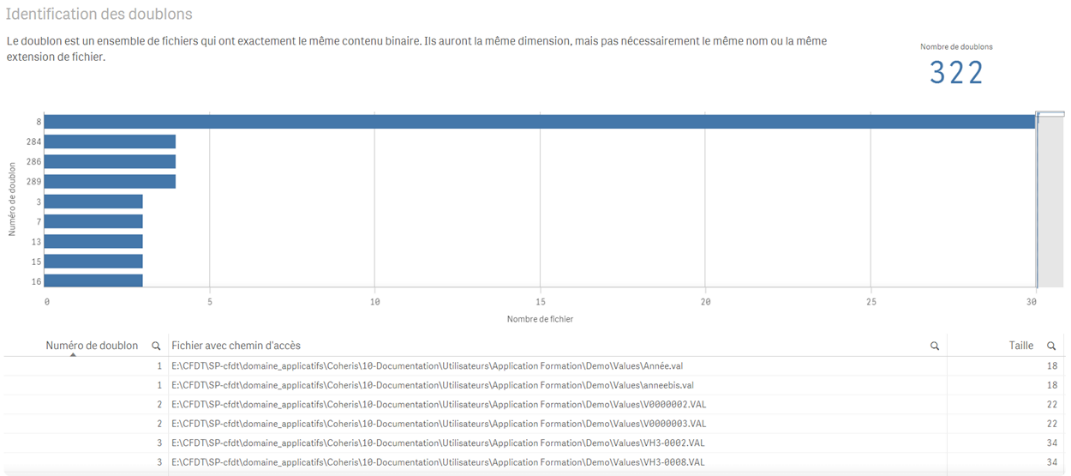 Identification des doublons
Le doublon est un ensemble de fichiers qui ont exactement le même contenu binaire. Ils auront la même dimension, mais pas nécessairement le même nom ou la même
extension de fichier.
Nombre de doublons
322
Numéro de doublon
8
284
286
289
3
7
13
15
16
0 5 10 15 20 25 30
Nombre de fichier
Numéro de doublon Fichier avec chemin d'accès Taille
1 E:\CFDT\SP-cfdt\domaine_applicatifs\Coheris\10-Documentation\Utilisateurs\Application Formation\Demo\Values\Année.val 18
1 E:\CFDT\SP-cfdt\domaine_applicatifs\Coheris\10-Documentation\Utilisateurs\Application Formation\Demo\Values\anneebis.val 18
2 E:\CFDT\SP-cfdt\domaine_applicatifs\Coheris\10-Documentation\Utilisateurs\Application Formation\Demo\Values\V0000002.VAL 22
2 E:\CFDT\SP-cfdt\domaine_applicatifs\Coheris\10-Documentation\Utilisateurs\Application Formation\Demo\Values\V0000003.VAL 22
3 E:\CFDT\SP-cfdt\domaine_applicatifs\Coheris\10-Documentation\Utilisateurs\Application Formation\Demo\Values\VH3-0002.VAL 34
3 E:\CFDT\SP-cfdt\domaine_applicatifs\Coheris\10-Documentation\Utilisateurs\Application Formation\Demo\Values\VH3-0008.VAL 34